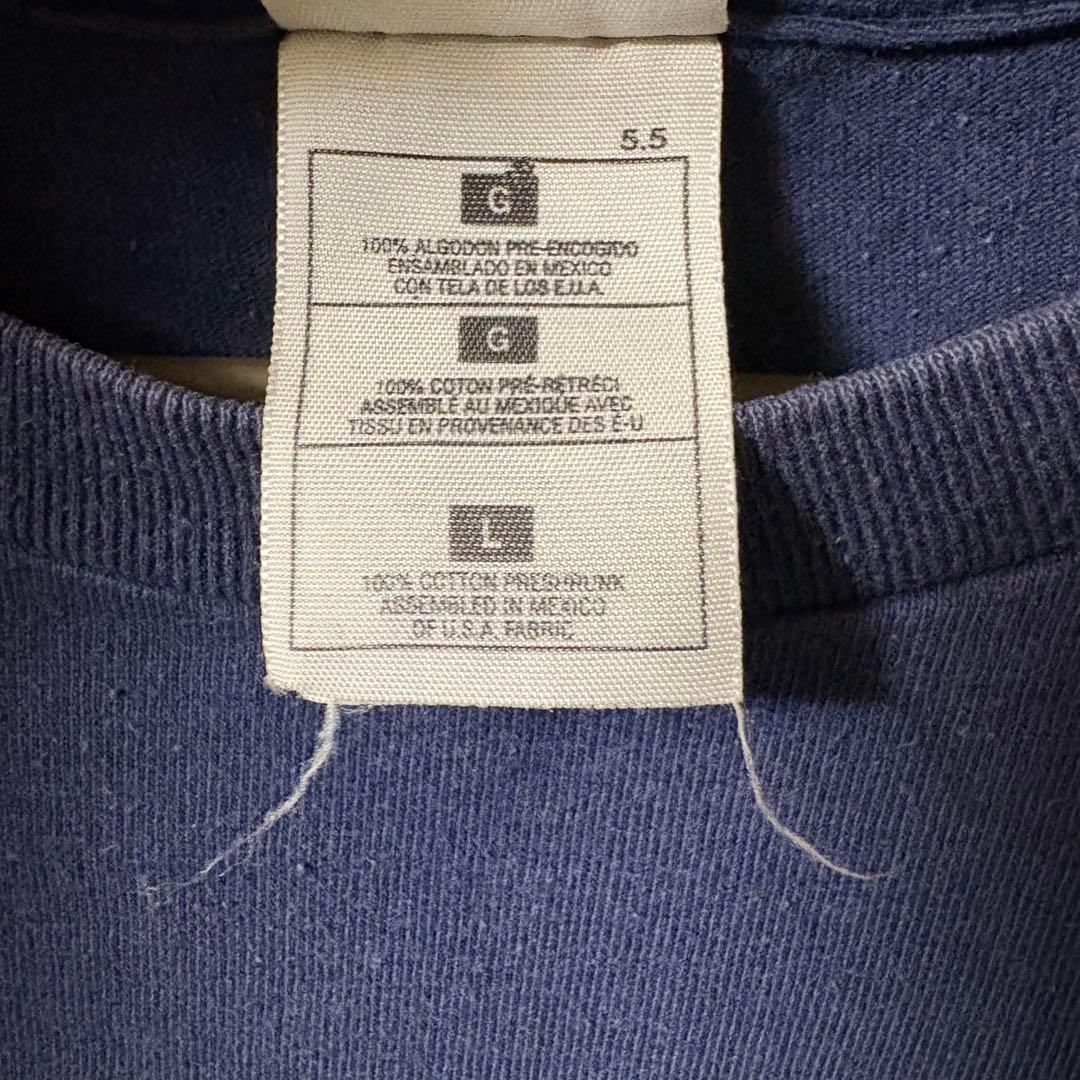 5.5
G
100% ALGODON PRE-ENCOGIDO
ENSAMBLADO EN MEXICO
CON TELA DE LOS E.U.A.
G
100% COTON PRÉ-RÉTRÉCI
ASSEMBLÉ AU MEXIQUE AVEC
TISSU EN PROVENANCE DES É-U
L
100% COTTON PRESHRUNK
ASSEMBLED IN MEXICO
OF U.S.A. FABRIC